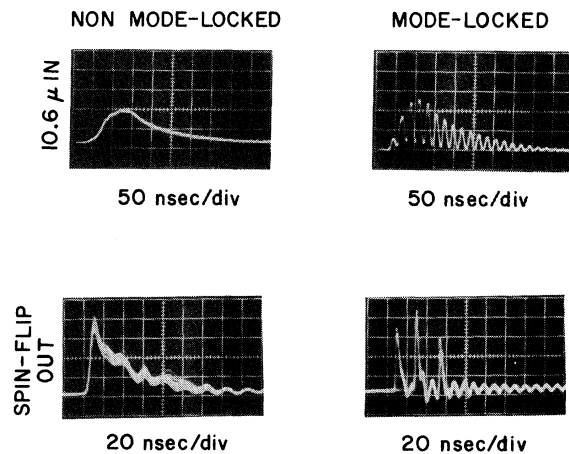 NON MODE-LOCKED
MODE-LOCKED
10.6 μ IN
50 nsec/div
50 nsec/div
SPIN-FLIP
OUT
20 nsec/div
20 nsec/div